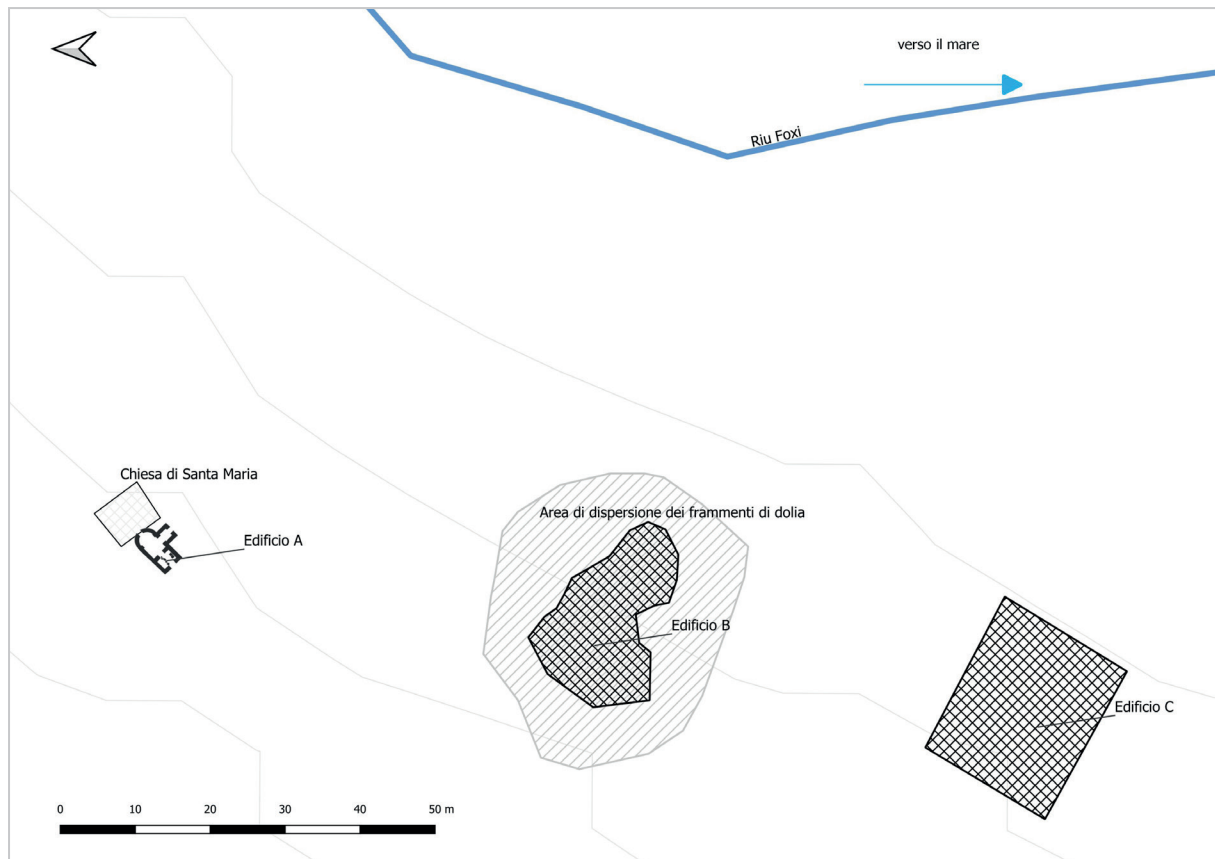 verso il mare
Riu Foxi
Chiesa di Santa Maria
Edificio A
Area di dispersione dei frammenti di dolia
Edificio B
Edificio C
0 10 20 30 40 50 m